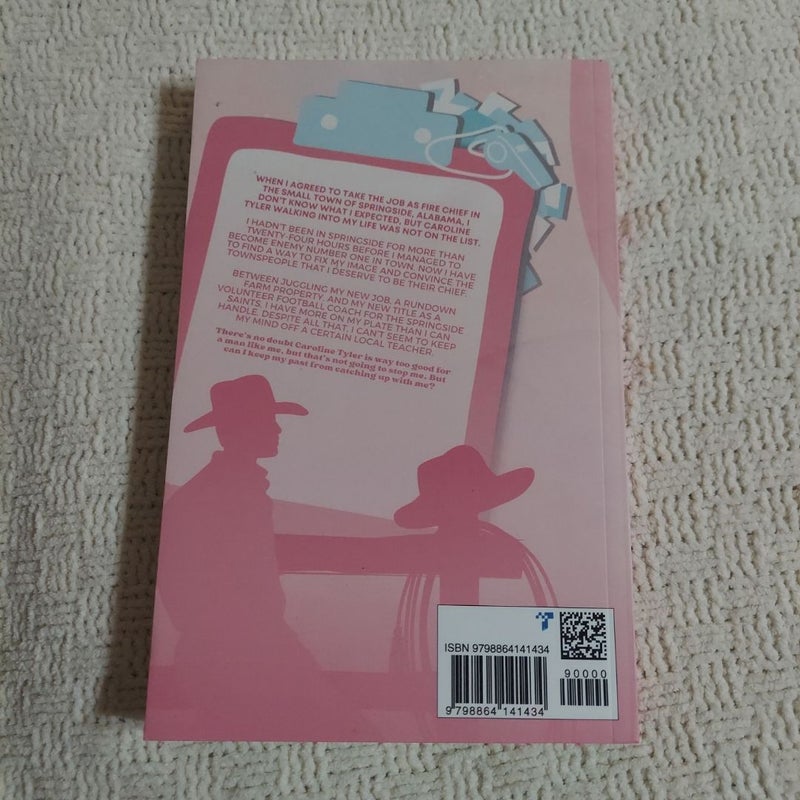 WHEN I AGREED TO TAKE THE JOB AS FIRE CHIEF IN
THE SMALL TOWN OF SPRINGSIDE, ALABAMA, I
DON'T KNOW WHAT I EXPECTED, BUT CAROLINE
TYLER WALKING INTO MY LIFE WAS NOT ON THE LIST.
I HADN'T BEEN IN SPRINGSIDE FOR MORE THAN
TWENTY-FOUR HOURS BEFORE I MANAGED TO
BECOME ENEMY NUMBER ONE IN TOWN. NOW I HAVE
TO FIND A WAY TO FIX MY IMAGE AND CONVINCE THE
TOWNSPEOPLE THAT I DESERVE TO BE THEIR CHIEF.
BETWEEN JUGGLING MY NEW JOB, A RUNDOWN
FARM PROPERTY, AND MY NEW TITLE AS A
VOLUNTEER FOOTBALL COACH FOR THE SPRINGSIDE
SAINTS, I HAVE MORE ON MY PLATE THAN I CAN
HANDLE. DESPITE ALL THAT, I CAN'T SEEM TO KEEP
MY MIND OFF A CERTAIN LOCAL TEACHER.
There's no doubt Caroline Tyler is way too good for
a man like me, but that's not going to stop me. But
can I keep my past from catching up with me?
ISBN 9798864141434
90000
9 798864 141434